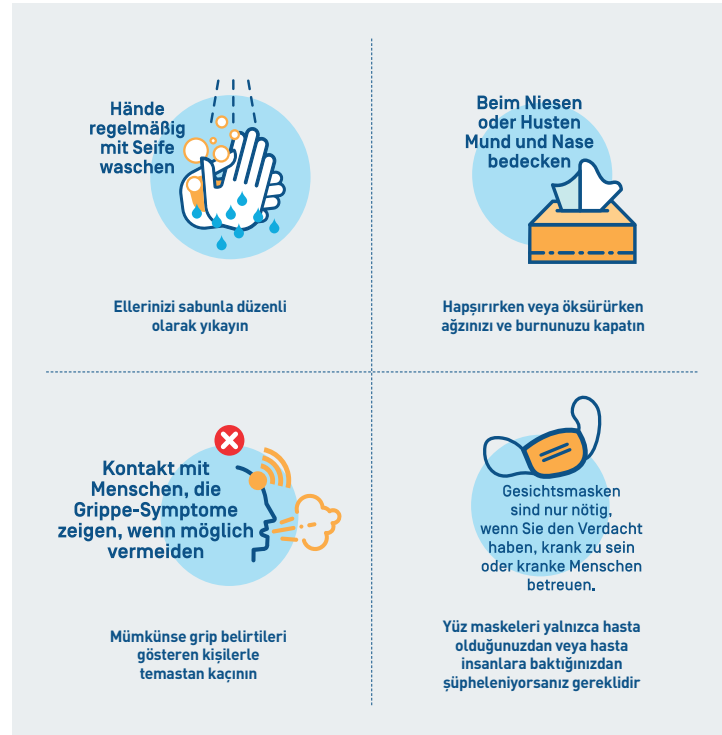 Hände
regelmäßig
mit Seife
waschen
Ellerinizi sabunla düzenli
olarak yıkayın
Beim Niesen
oder Husten
Mund und Nase
bedecken
Hapşırırken veya öksürürken
ağzınızı ve burnunuzu kapatın
Kontakt mit
Menschen, die
Grippe-Symptome
zeigen, wenn möglich
vermeiden
Mümkünse grip belirtileri
gösteren kişilerle
temastan kaçının
Gesichtsmasken
sind nur nötig,
wenn Sie den Verdacht
haben, krank zu sein
oder kranke Menschen
betreuen.
Yüz maskeleri yalnızca hasta
olduğunuzdan veya hasta
insanlara baktığınızdan
şüpheleniyorsanız gereklidir